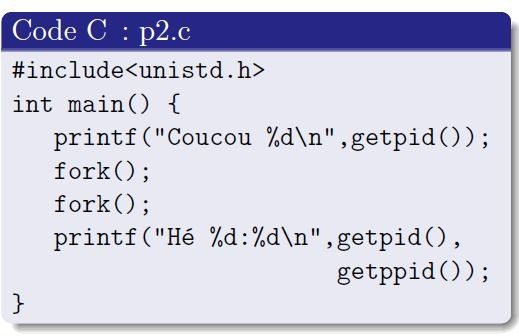 Code C : p2.c
#include<unistd.h>
int main() {
printf("Coucou %d\n",getpid());
fork();
fork();
printf("Hé %d:%d\n",getpid(),
getppid());
}